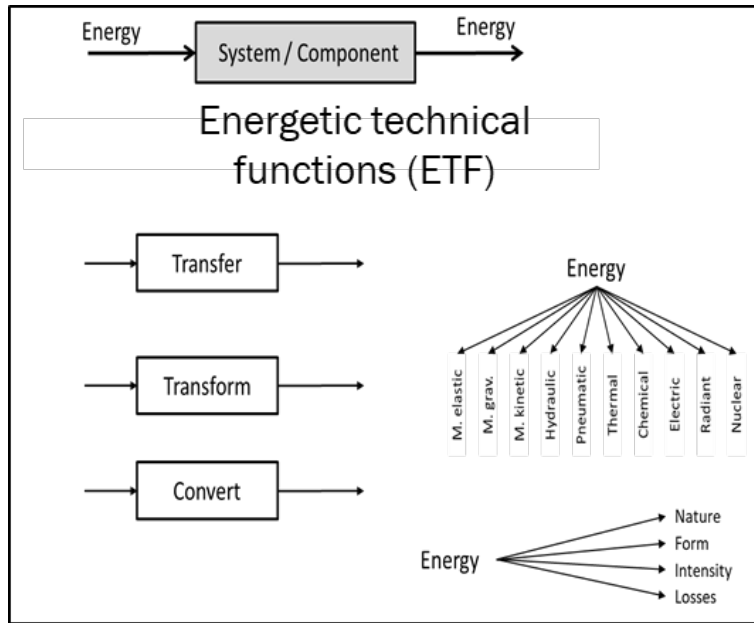 Energy
System / Component
Energy
Energetic technical
functions (ETF)
Transfer
Transform
Convert
Energy
M. elastic
M. grav.
M. kinetic
Hydraulic
Pneumatic
Thermal
Chemical
Electric
Radiant
Nuclear
Energy
Nature
Form
Intensity
Losses